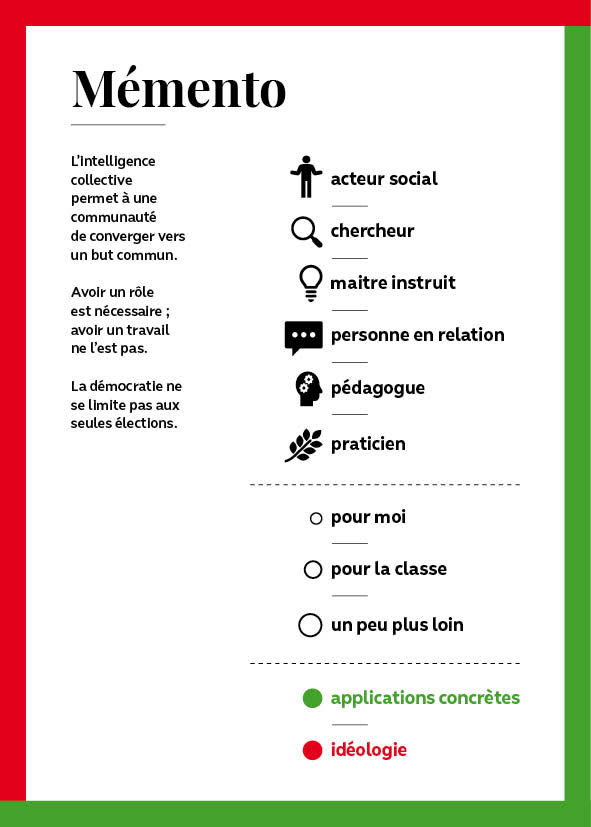 Mémento
L'intelligence
collective
permet à une
communauté
de converger vers
un but commun.
Avoir un rôle
est nécessaire ;
avoir un travail
ne l'est pas.
La démocratie ne
se limite pas aux
seules élections.
acteur social
chercheur
maitre instruit
personne en relation
pédagogue
praticien
pour moi
pour la classe
un peu plus loin
applications concrètes
idéologie